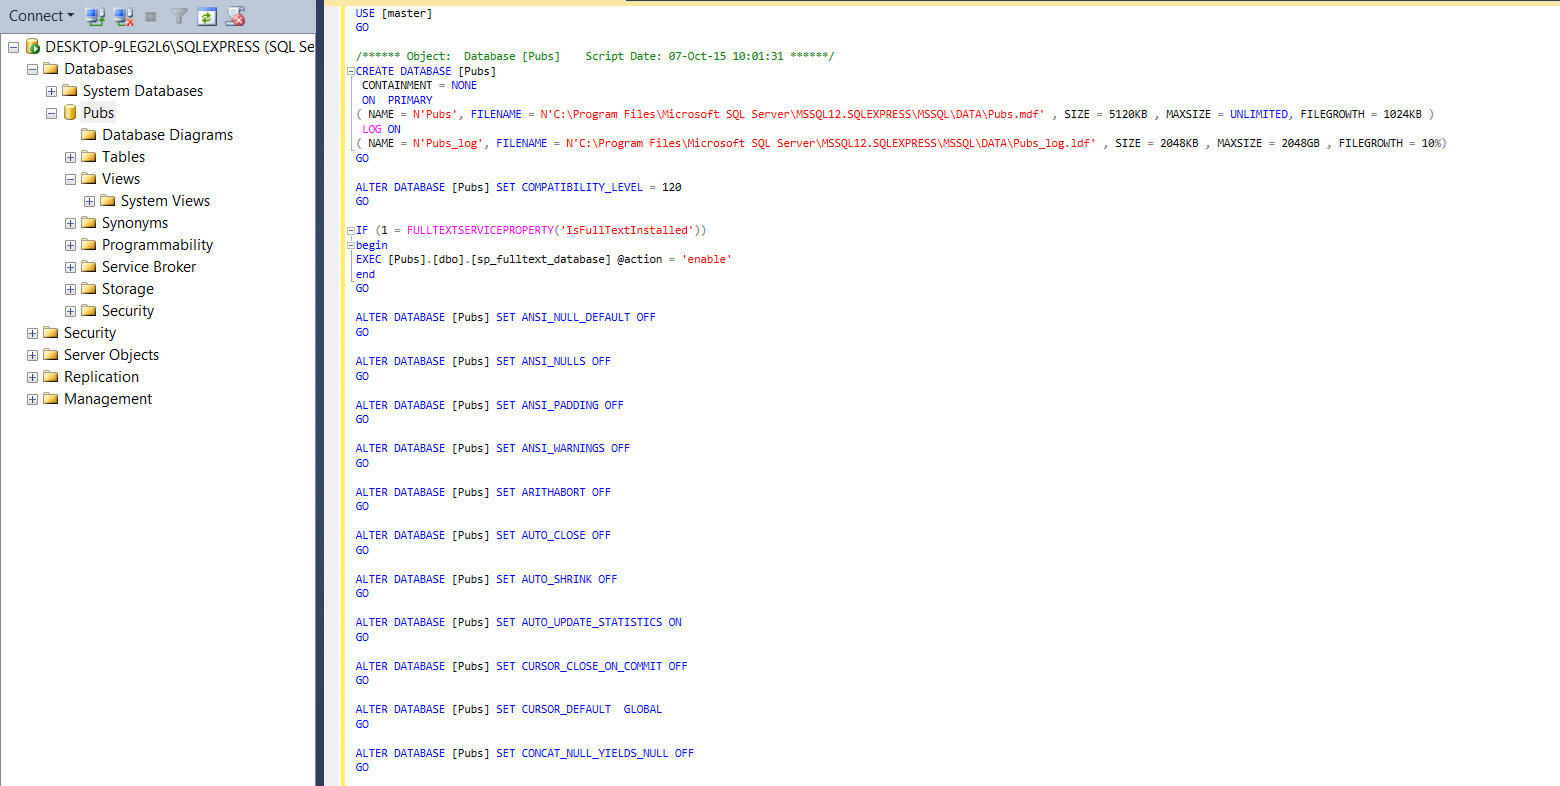 Connect
DESKTOP-9LEG2L6\SQLEXPRESS (SQL Se
Databases
System Databases
Pubs
Database Diagrams
Tables
Views
System Views
Synonyms
Programmability
Service Broker
Storage
Security
Security
Server Objects
Replication
Management
USE [master]
GO
/****** Object:  Database [Pubs]    Script Date: 07-Oct-15 10:01:31 ******/
CREATE DATABASE [Pubs]
CONTAINMENT = NONE
ON  PRIMARY
( NAME = N'Pubs', FILENAME = N'C:\Program Files\Microsoft SQL Server\MSSQL12.SQLEXPRESS\MSSQL\DATA\Pubs.mdf' , SIZE = 5120KB , MAXSIZE = UNLIMITED, FILEGROWTH = 1024KB )
LOG ON
( NAME = N'Pubs_log', FILENAME = N'C:\Program Files\Microsoft SQL Server\MSSQL12.SQLEXPRESS\MSSQL\DATA\Pubs_log.ldf' , SIZE = 2048KB , MAXSIZE = 2048GB , FILEGROWTH = 10%)
GO
ALTER DATABASE [Pubs] SET COMPATIBILITY_LEVEL = 120
GO
IF (1 = FULLTEXTSERVICEPROPERTY('IsFullTextInstalled'))
begin
EXEC [Pubs].[dbo].[sp_fulltext_database] @action = 'enable'
end
GO
ALTER DATABASE [Pubs] SET ANSI_NULL_DEFAULT OFF
GO
ALTER DATABASE [Pubs] SET ANSI_NULLS OFF
GO
ALTER DATABASE [Pubs] SET ANSI_PADDING OFF
GO
ALTER DATABASE [Pubs] SET ANSI_WARNINGS OFF
GO
ALTER DATABASE [Pubs] SET ARITHABORT OFF
GO
ALTER DATABASE [Pubs] SET AUTO_CLOSE OFF
GO
ALTER DATABASE [Pubs] SET AUTO_SHRINK OFF
GO
ALTER DATABASE [Pubs] SET AUTO_UPDATE_STATISTICS ON
GO
ALTER DATABASE [Pubs] SET CURSOR_CLOSE_ON_COMMIT OFF
GO
ALTER DATABASE [Pubs] SET CURSOR_DEFAULT  GLOBAL
GO
ALTER DATABASE [Pubs] SET CONCAT_NULL_YIELDS_NULL OFF
GO